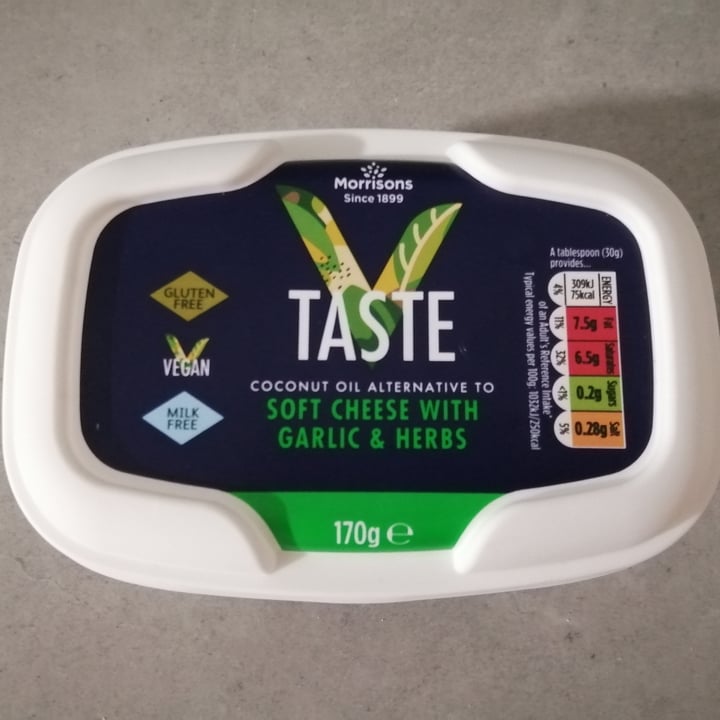 Morrisons
Since 1899
V
TASTE
COCONUT OIL ALTERNATIVE TO
SOFT CHEESE WITH
GARLIC & HERBS
170g ℮
GLUTEN
FREE
VEGAN
MILK
FREE
A tablespoon (30g)
provides...
ENERGY 309kJ 75kcal 4%
Fat 7.5g 11%
Saturates 6.5g 32%
Sugars 0.2g <1%
Salt 0.28g 5%
of an Adult's Reference Intake*
Typical energy values per 100g: 1032kJ/250kcal